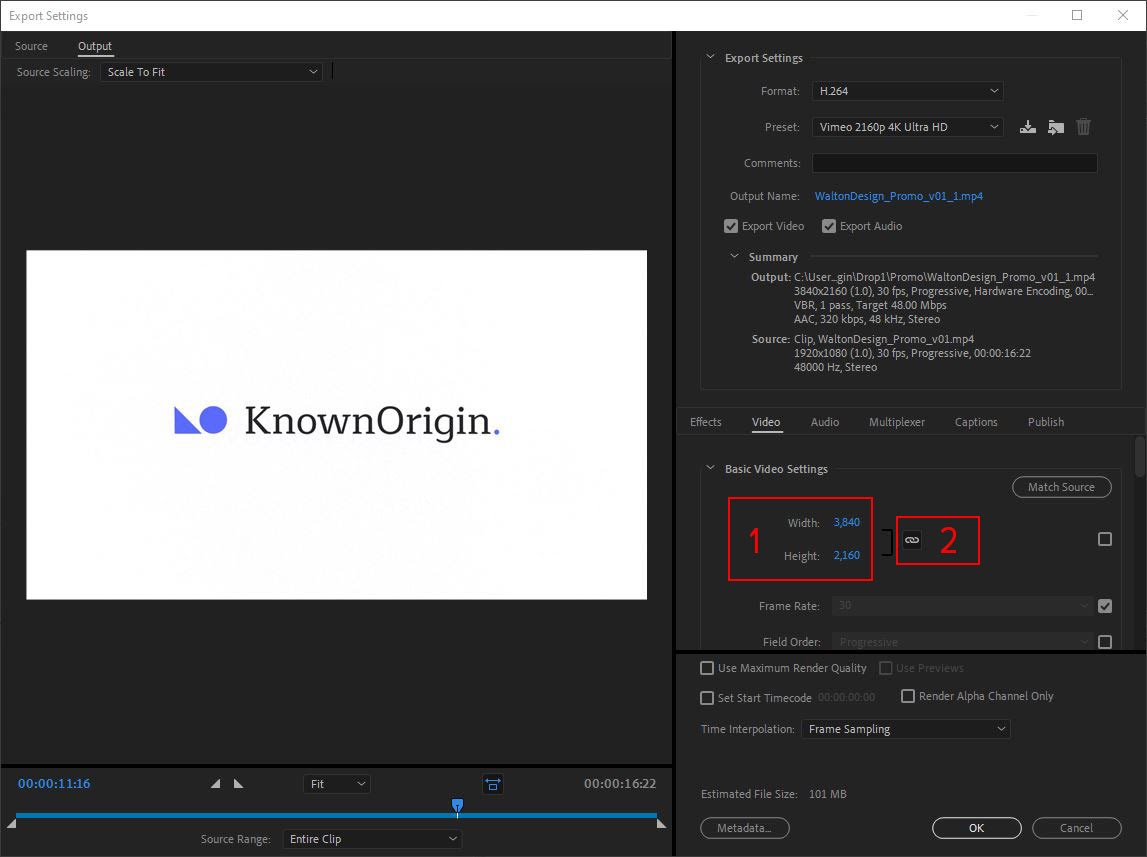 Export Settings
Source Output
Source Scaling: Scale To Fit
KnownOrigin.
00:00:11:16 Fit 00:00:16:22
Source Range: Entire Clip
Export Settings
Format: H.264
Preset: Vimeo 2160p 4K Ultra HD
Comments:
Output Name: WaltonDesign_Promo_v01_1.mp4
Export Video Export Audio
Summary
Output: C:\User...gin\Drop1\Promo\WaltonDesign_Promo_v01_1.mp4
3840x2160 (1.0), 30 fps, Progressive, Hardware Encoding, 00...
VBR, 1 pass, Target 48.00 Mbps
AAC, 320 kbps, 48 kHz, Stereo
Source: Clip, WaltonDesign_Promo_v01.mp4
1920x1080 (1.0), 30 fps, Progressive, 00:00:16:22
48000 Hz, Stereo
Effects Video Audio Multiplexer Captions Publish
Basic Video Settings
Match Source
1 Width: 3,840
Height: 2,160
2
Frame Rate: 30
Field Order: Progressive
Use Maximum Render Quality Use Previews
Set Start Timecode 00:00:00:00 Render Alpha Channel Only
Time Interpolation: Frame Sampling
Estimated File Size: 101 MB
Metadata... OK Cancel